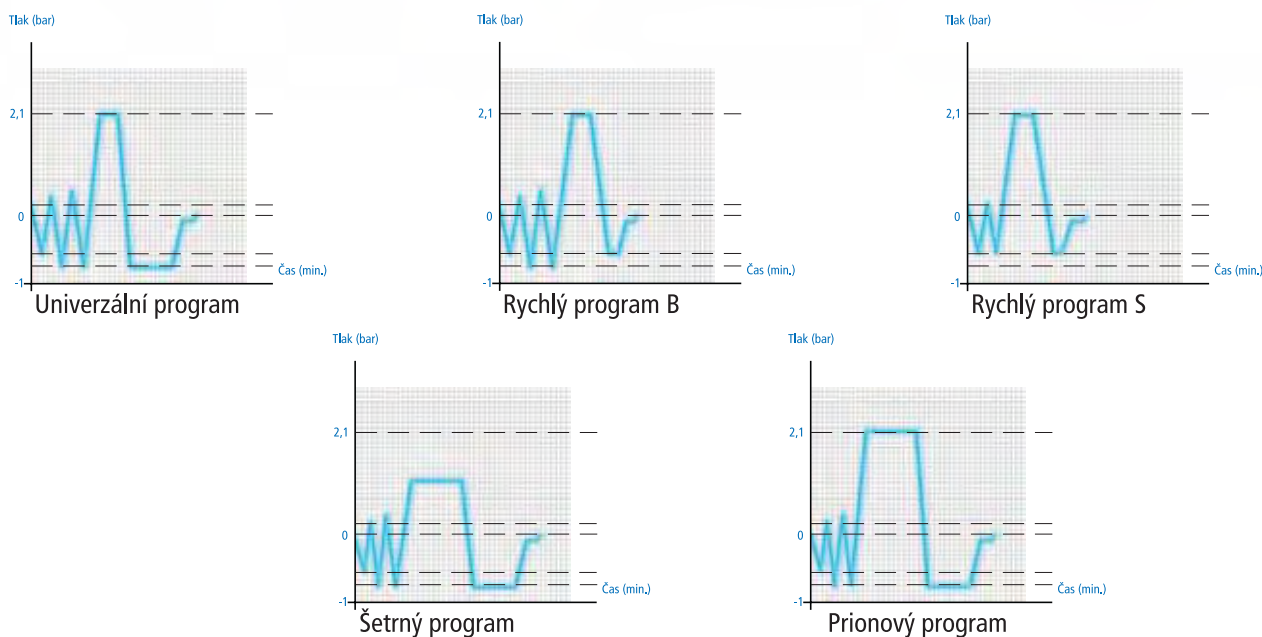 Tlak (bar)
2,1
0
-1
Čas (min.)
Univerzální program
Tlak (bar)
2,1
0
-1
Čas (min.)
Rychlý program B
Tlak (bar)
2,1
0
-1
Čas (min.)
Rychlý program S
Tlak (bar)
2,1
0
-1
Čas (min.)
Šetrný program
Tlak (bar)
2,1
0
-1
Čas (min.)
Prionový program